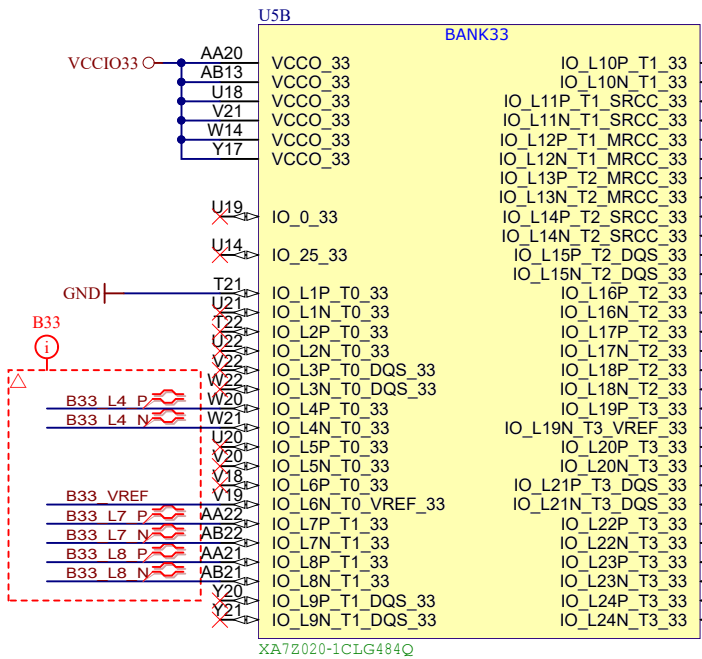 U5B
BANK33
VCCIO33
AA20 VCCO_33 IO_L10P_T1_33
AB13 VCCO_33 IO_L10N_T1_33
U18 VCCO_33 IO_L11P_T1_SRCC_33
V21 VCCO_33 IO_L11N_T1_SRCC_33
W14 VCCO_33 IO_L12P_T1_MRCC_33
Y17 VCCO_33 IO_L12N_T1_MRCC_33
IO_L13P_T2_MRCC_33
IO_L13N_T2_MRCC_33
U19 IO_0_33 IO_L14P_T2_SRCC_33
IO_L14N_T2_SRCC_33
U14 IO_25_33 IO_L15P_T2_DQS_33
IO_L15N_T2_DQS_33
GND T21 IO_L1P_T0_33 IO_L16P_T2_33
U21 IO_L1N_T0_33 IO_L16N_T2_33
T22 IO_L2P_T0_33 IO_L17P_T2_33
U22 IO_L2N_T0_33 IO_L17N_T2_33
B33
i
V22 IO_L3P_T0_DQS_33 IO_L18P_T2_33
W22 IO_L3N_T0_DQS_33 IO_L18N_T2_33
B33_L4_P W20 IO_L4P_T0_33 IO_L19P_T3_33
B33_L4_N W21 IO_L4N_T0_33 IO_L19N_T3_VREF_33
U20 IO_L5P_T0_33 IO_L20P_T3_33
V20 IO_L5N_T0_33 IO_L20N_T3_33
V18 IO_L6P_T0_33 IO_L21P_T3_DQS_33
B33_VREF V19 IO_L6N_T0_VREF_33 IO_L21N_T3_DQS_33
B33_L7_P AA22 IO_L7P_T1_33 IO_L22P_T3_33
B33_L7_N AB22 IO_L7N_T1_33 IO_L22N_T3_33
B33_L8_P AA21 IO_L8P_T1_33 IO_L23P_T3_33
B33_L8_N AB21 IO_L8N_T1_33 IO_L23N_T3_33
Y20 IO_L9P_T1_DQS_33 IO_L24P_T3_33
Y21 IO_L9N_T1_DQS_33 IO_L24N_T3_33
XA7Z020-1CLG484Q